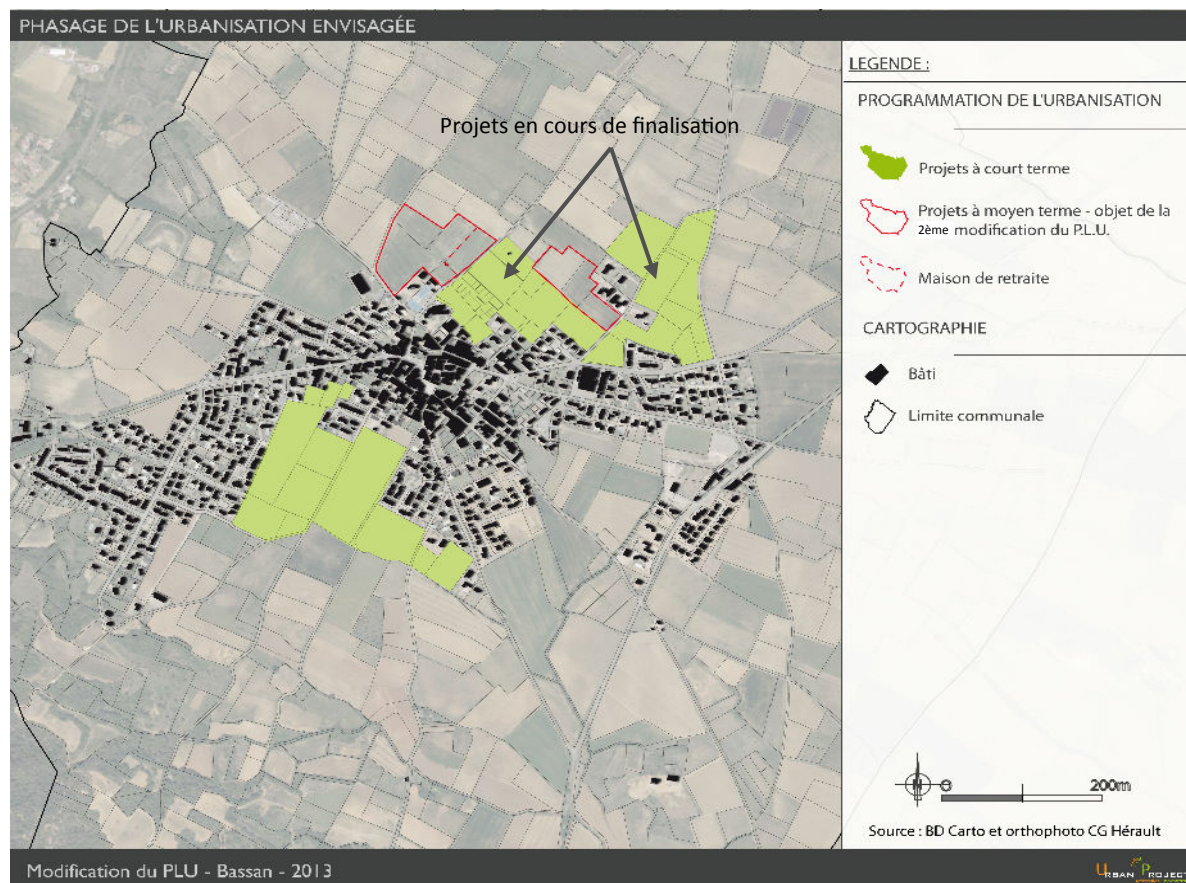 PHASAGE DE L'URBANISATION ENVISAGÉE
Projets en cours de finalisation
LEGENDE :
PROGRAMMATION DE L'URBANISATION
Projets à court terme
Projets à moyen terme - objet de la
2ème modification du P.L.U.
Maison de retraite
CARTOGRAPHIE
Bâti
Limite communale
N 0 200m
Source : BD Carto et orthophoto CG Hérault
Modification du PLU - Bassan - 2013
URBAN PROJECT